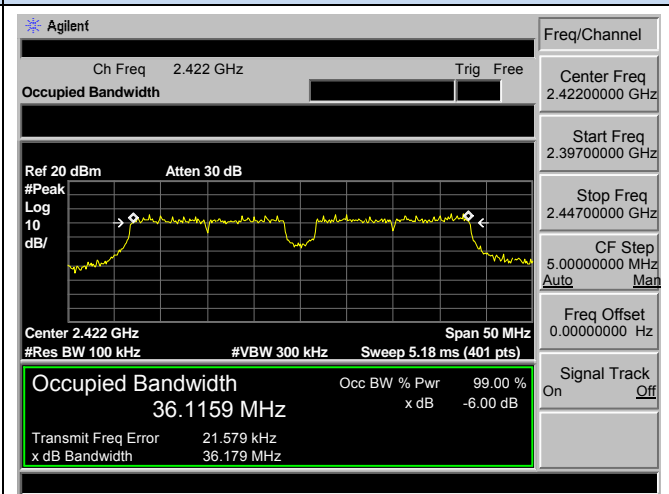 Agilent
Freq/Channel
Ch Freq 2.422 GHz Trig Free
Occupied Bandwidth
Center Freq
2.42200000 GHz
Start Freq
2.39700000 GHz
Stop Freq
2.44700000 GHz
CF Step
5.00000000 MHz
Auto Man
Freq Offset
0.00000000 Hz
Signal Track
On Off
Ref 20 dBm Atten 30 dB
#Peak
Log
10
dB/
Center 2.422 GHz Span 50 MHz
#Res BW 100 kHz #VBW 300 kHz Sweep 5.18 ms (401 pts)
Occupied Bandwidth Occ BW % Pwr 99.00 %
36.1159 MHz x dB -6.00 dB
Transmit Freq Error 21.579 kHz
x dB Bandwidth 36.179 MHz